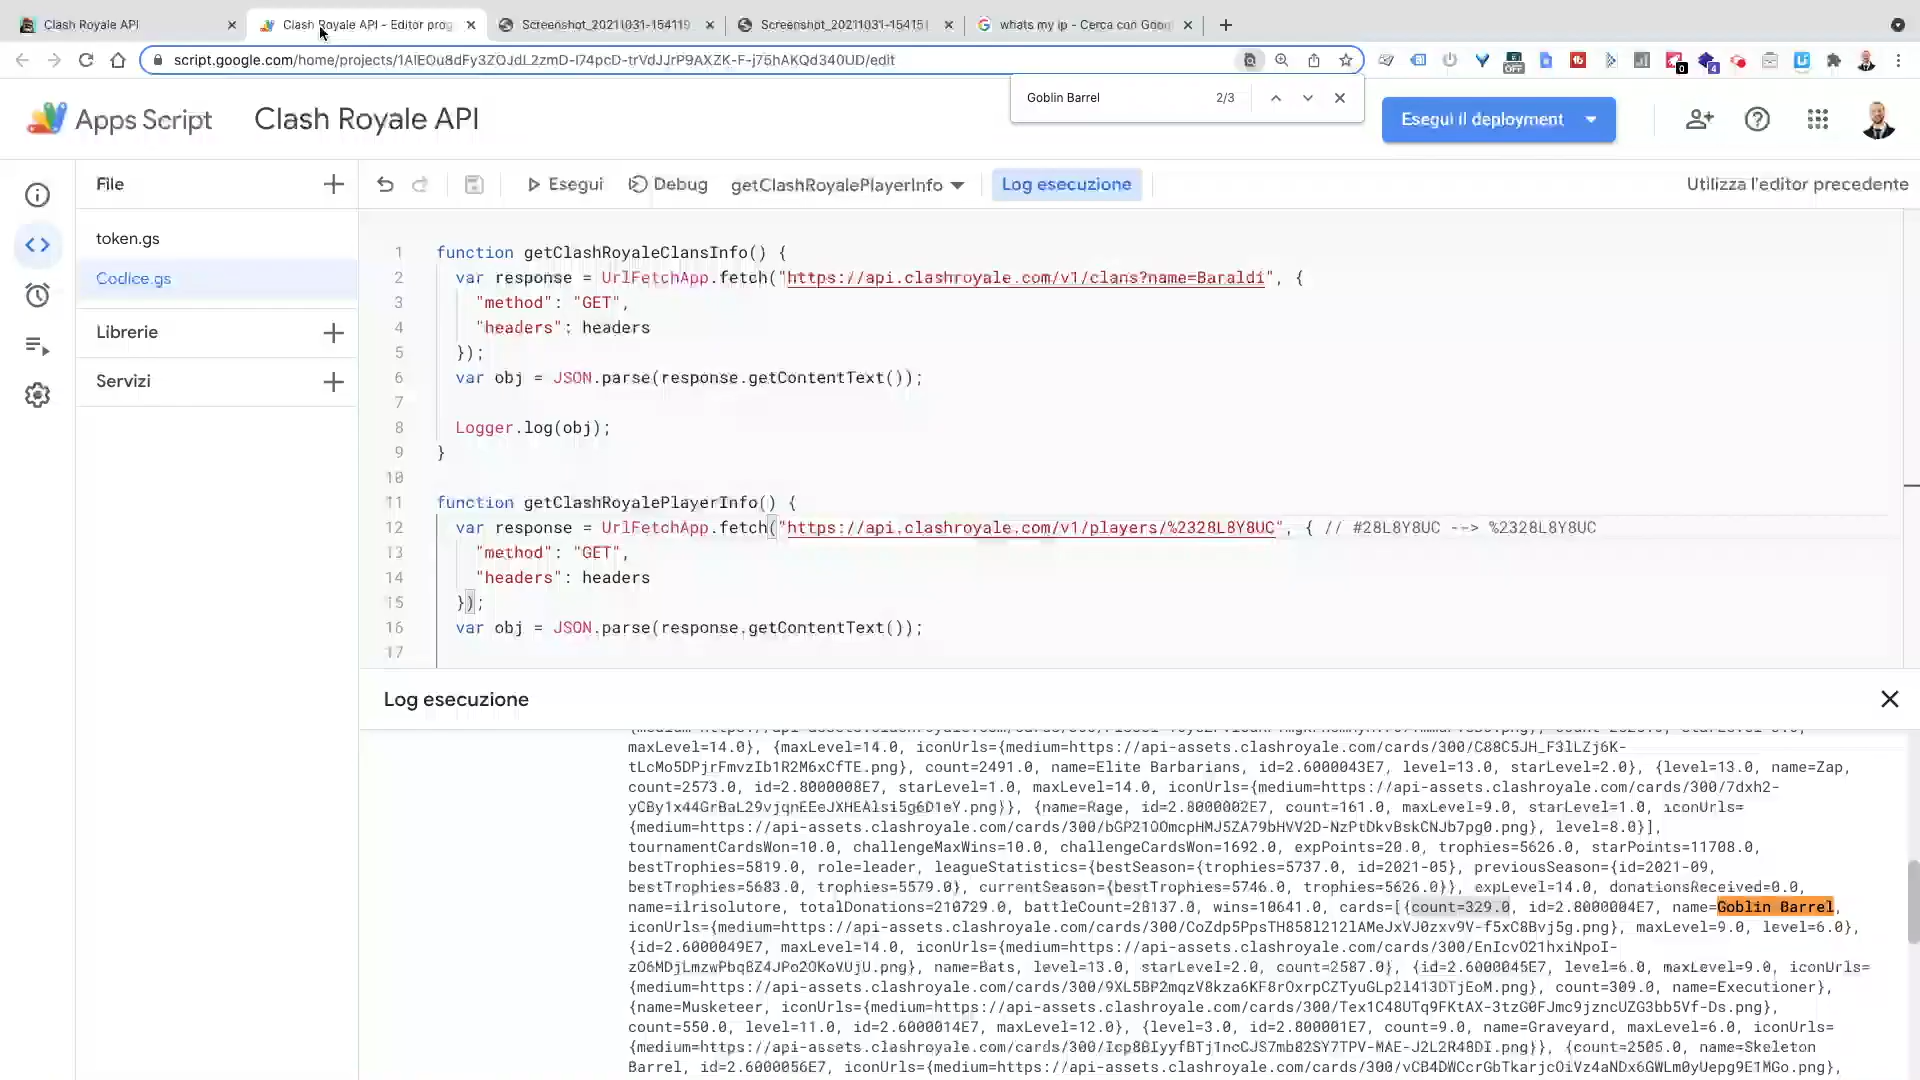 Clash Royale API
Clash Royale API - Editor prog
Screenshot_20211031-154119
Screenshot_20211031-15415
whats my ip - Cerca con Goog
script.google.com/home/projects/1AIEOu8dFy3ZOJdL2zmD-I74pcD-trVdJJrP9AXZK-F-j75hAKQd340UD/edit
Goblin Barrel 2/3
Apps Script Clash Royale API
Esegui il deployment
File
Esegui Debug getClashRoyalePlayerInfo Log esecuzione Utilizza l'editor precedente
token.gs
Codice.gs
Librerie
Servizi
1 function getClashRoyaleClansInfo() {
2 var response = UrlFetchApp.fetch("https://api.clashroyale.com/v1/clans?name=Baraldi", {
3 "method": "GET",
4 "headers": headers
5 });
6 var obj = JSON.parse(response.getContentText());
7
8 Logger.log(obj);
9 }
10
11 function getClashRoyalePlayerInfo() {
12 var response = UrlFetchApp.fetch("https://api.clashroyale.com/v1/players/%2328L8Y8UC", { // #28L8Y8UC --> %2328L8Y8UC
13 "method": "GET",
14 "headers": headers
15 });
16 var obj = JSON.parse(response.getContentText());
17
Log esecuzione
maxLevel=14.0}, {maxLevel=14.0, iconUrls={medium=https://api-assets.clashroyale.com/cards/300/C88C5JH_F3lLZj6K-
tLcMo5DPjrFmvzIb1R2M6xCfTE.png}, count=2491.0, name=Elite Barbarians, id=2.6000043E7, level=13.0, starLevel=2.0}, {level=13.0, name=Zap,
count=2573.0, id=2.8000008E7, starLevel=1.0, maxLevel=14.0, iconUrls={medium=https://api-assets.clashroyale.com/cards/300/7dxh2-
yCBy1x44GrBaL29vjqnEEeJXHEAlsi5g6D1eY.png}}, {name=Rage, id=2.8000002E7, count=161.0, maxLevel=9.0, starLevel=1.0, iconUrls=
{medium=https://api-assets.clashroyale.com/cards/300/bGP21OOmcpHMJ5ZA79bHVV2D-NzPtDkvBskCNJb7pg0.png}, level=8.0}],
tournamentCardsWon=10.0, challengeMaxWins=10.0, challengeCardsWon=1692.0, expPoints=20.0, trophies=5626.0, starPoints=11708.0,
bestTrophies=5819.0, role=leader, leagueStatistics={bestSeason={trophies=5737.0, id=2021-05}, previousSeason={id=2021-09,
bestTrophies=5683.0, trophies=5579.0}, currentSeason={bestTrophies=5746.0, trophies=5626.0}}, expLevel=14.0, donationsReceived=0.0,
name=ilrisolutore, totalDonations=210729.0, battleCount=28137.0, wins=10641.0, cards=[{count=329.0, id=2.8000004E7, name=Goblin Barrel,
iconUrls={medium=https://api-assets.clashroyale.com/cards/300/CoZdp5PpsTH858l212lAMeJxVJ0zxv9V-f5xC8Bvj5g.png}, maxLevel=9.0, level=6.0},
{id=2.6000049E7, maxLevel=14.0, iconUrls={medium=https://api-assets.clashroyale.com/cards/300/EnIcvO21hxiNpoI-
zO6MDjLmzwPbq8Z4JPo2OKoVUjU.png}, name=Bats, level=13.0, starLevel=2.0, count=2587.0}, {id=2.6000045E7, level=6.0, maxLevel=9.0, iconUrls=
{medium=https://api-assets.clashroyale.com/cards/300/9XL5BP2mqzV8kza6KF8rOxrpCZTyuGLp2l413DTjEoM.png}, count=309.0, name=Executioner},
{name=Musketeer, iconUrls={medium=https://api-assets.clashroyale.com/cards/300/Tex1C48UTq9FKtAX-3tzG0FJmc9jzncUZG3bb5Vf-Ds.png},
count=550.0, level=11.0, id=2.6000014E7, maxLevel=12.0}, {level=3.0, id=2.800001E7, count=9.0, name=Graveyard, maxLevel=6.0, iconUrls=
{medium=https://api-assets.clashroyale.com/cards/300/Icp8BIyyfBTj1ncCJS7mb82SY7TPV-MAE-J2L2R48DI.png}}, {count=2505.0, name=Skeleton
Barrel, id=2.6000056E7, iconUrls={medium=https://api-assets.clashroyale.com/cards/300/vCB4DWCcrGbTkarjcOiVz4aNDx6GWLm0yUepg9E1MGo.png},